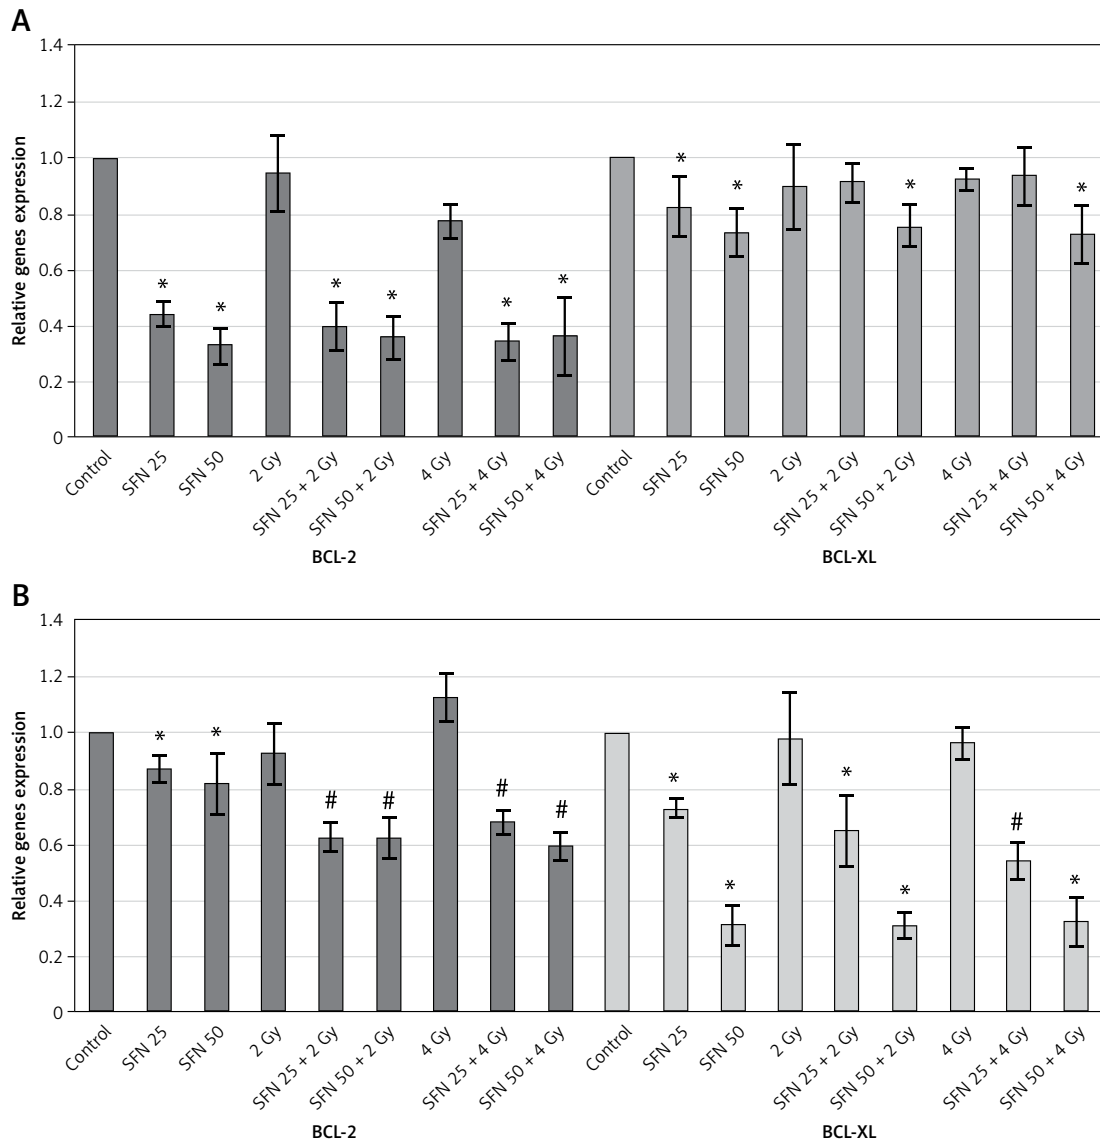 A
Relative genes expression
1.4
1.2
1.0
0.8
0.6
0.4
0.2
0
* * * * * * * * * *
Control SFN 25 SFN 50 2 Gy SFN 25 + 2 Gy SFN 50 + 2 Gy 4 Gy SFN 25 + 4 Gy SFN 50 + 4 Gy Control SFN 25 SFN 50 2 Gy SFN 25 + 2 Gy SFN 50 + 2 Gy 4 Gy SFN 25 + 4 Gy SFN 50 + 4 Gy
BCL-2 BCL-XL
B
Relative genes expression
1.4
1.2
1.0
0.8
0.6
0.4
0.2
0
* * # # # # * * * * # *
Control SFN 25 SFN 50 2 Gy SFN 25 + 2 Gy SFN 50 + 2 Gy 4 Gy SFN 25 + 4 Gy SFN 50 + 4 Gy Control SFN 25 SFN 50 2 Gy SFN 25 + 2 Gy SFN 50 + 2 Gy 4 Gy SFN 25 + 4 Gy SFN 50 + 4 Gy
BCL-2 BCL-XL